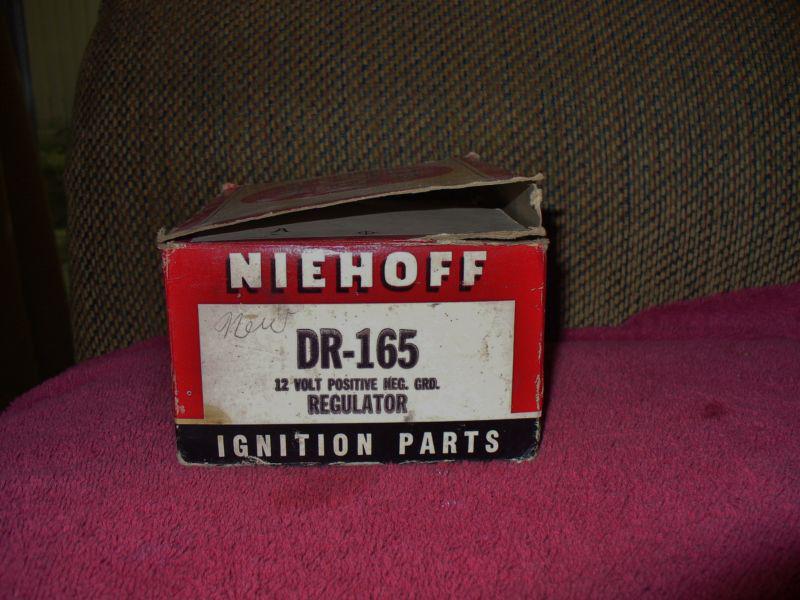 NIEHOFF
New
DR-165
12 VOLT POSITIVE NEG. GRD.
REGULATOR
IGNITION PARTS